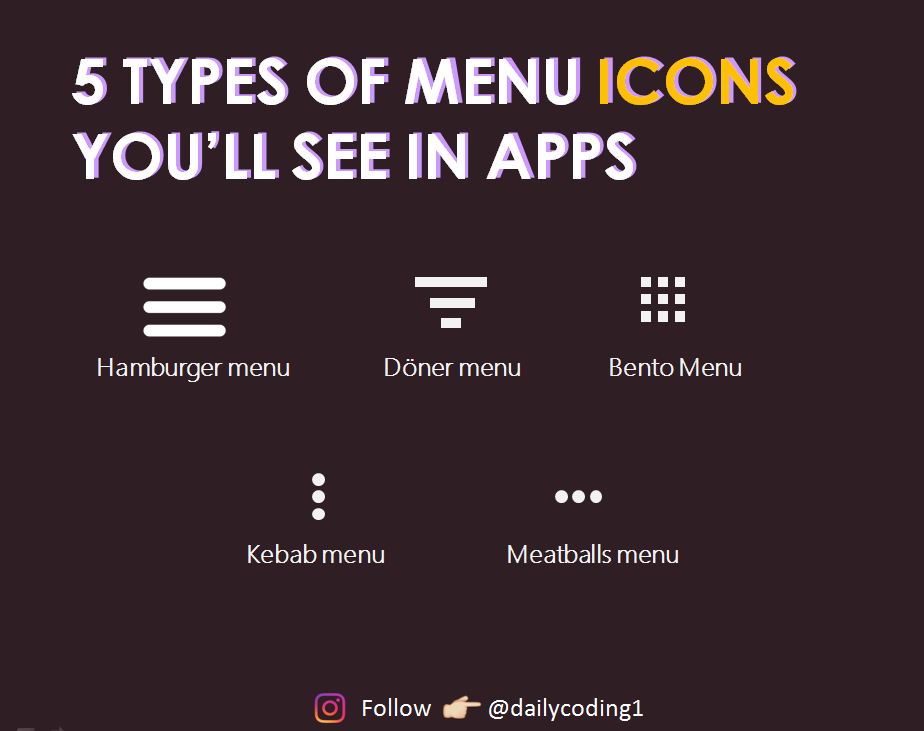 5 TYPES OF MENU ICONS
YOU’LL SEE IN APPS
Hamburger menu
Döner menu
Bento Menu
Kebab menu
Meatballs menu
Follow 👉🏼 @dailycoding1